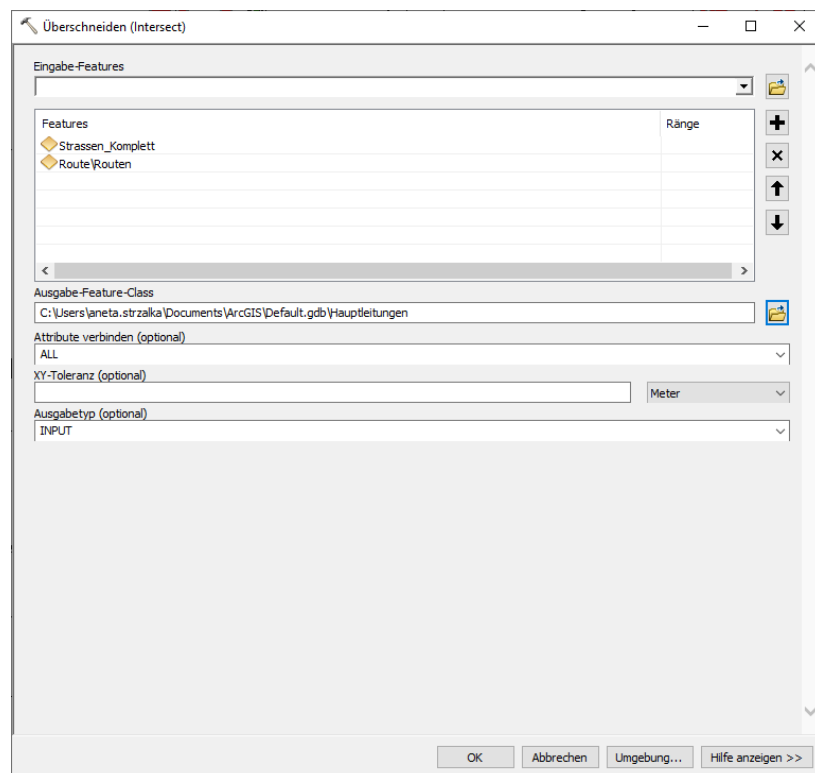 Überschneiden (Intersect)
Eingabe-Features
Features Ränge
Strassen_Komplett
Route\Routen
Ausgabe-Feature-Class
C:\Users\aneta.strzalka\Documents\ArcGIS\Default.gdb\Hauptleitungen
Attribute verbinden (optional)
ALL
XY-Toleranz (optional)
Meter
Ausgabetyp (optional)
INPUT
OK Abbrechen Umgebung... Hilfe anzeigen >>